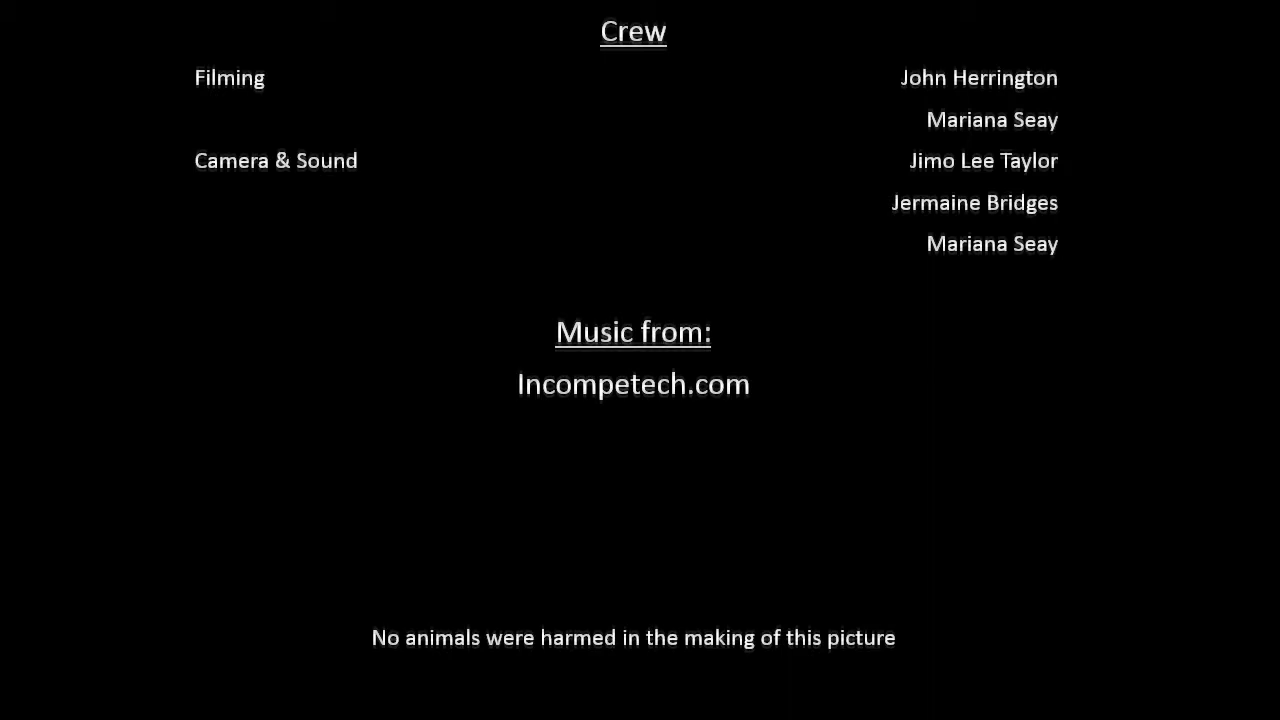 Crew
Filming John Herrington
Mariana Seay
Camera & Sound Jimo Lee Taylor
Jermaine Bridges
Mariana Seay
Music from:
Incompetech.com
No animals were harmed in the making of this picture